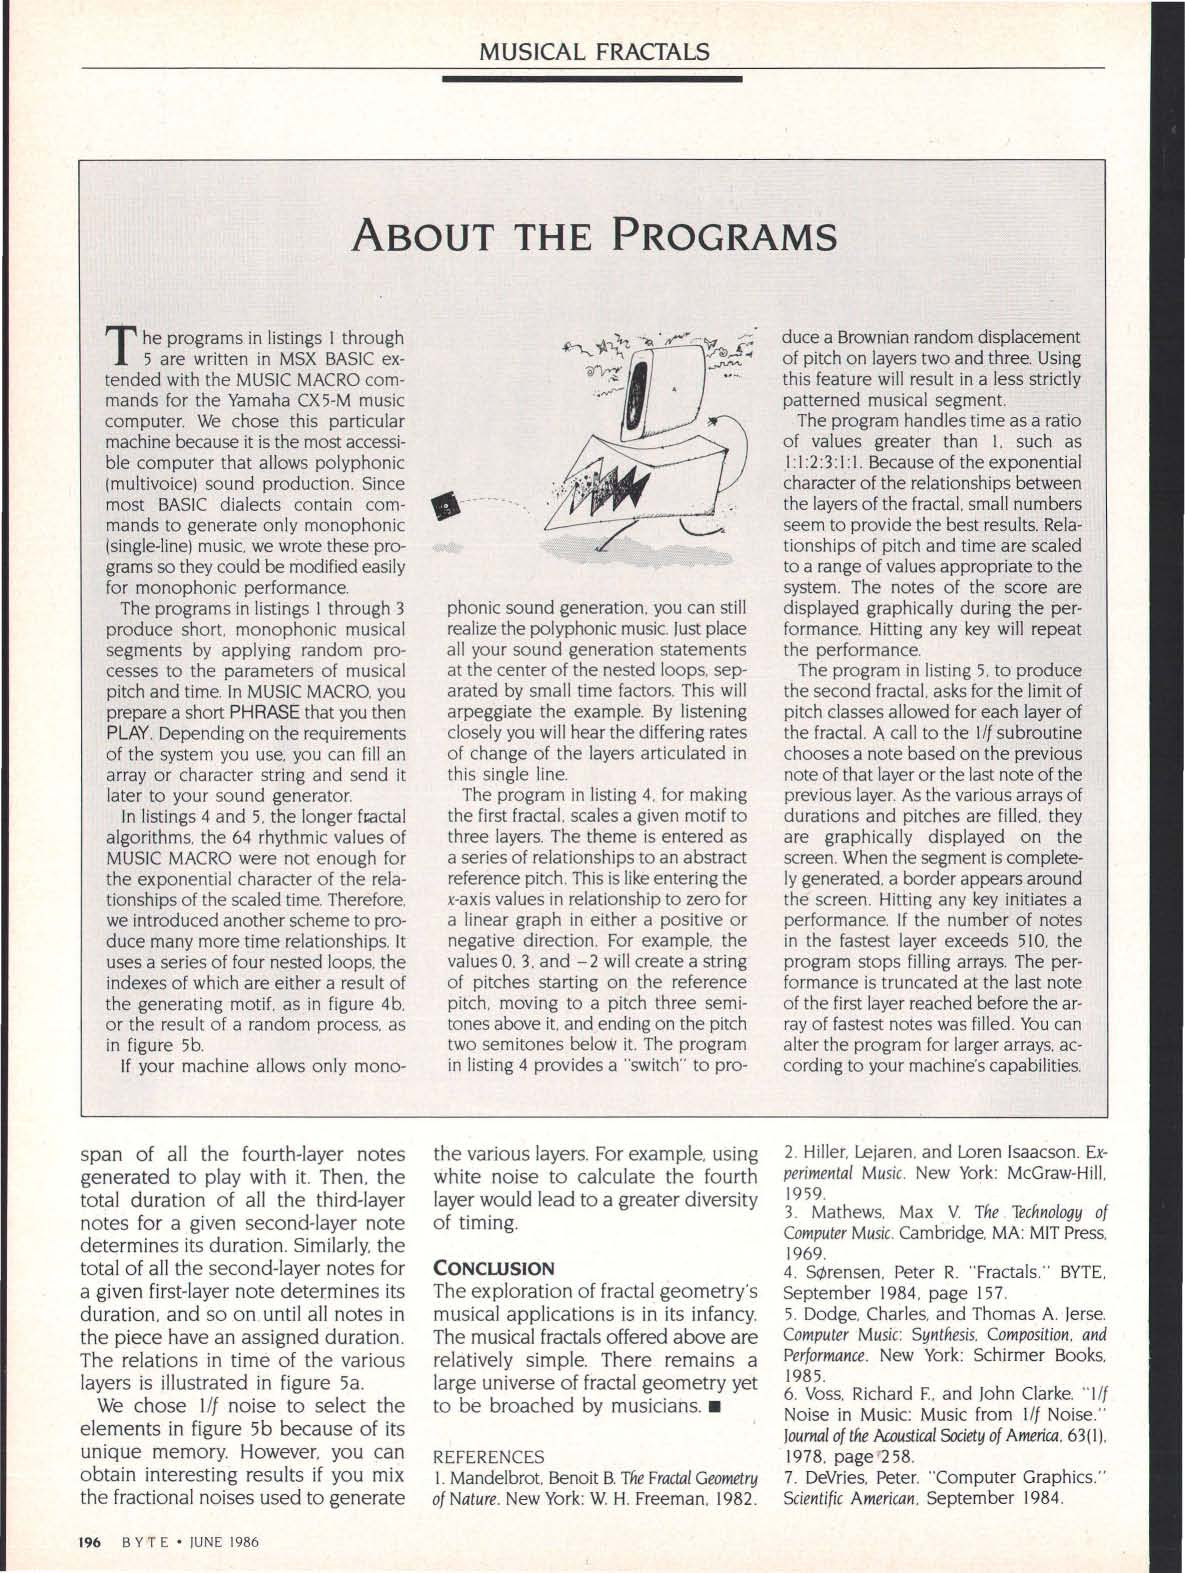 MUSICAL FRACTALS
ABOUT THE PROGRAMS
The programs in listings 1 through
5 are written in MSX BASIC ex-
tended with the MUSIC MACRO com-
mands for the Yamaha CX5-M music
computer. We chose this particular
machine because it is the most accessi-
ble computer that allows polyphonic
(multivoice) sound production. Since
most BASIC dialects contain com-
mands to generate only monophonic
(single-line) music, we wrote these pro-
grams so they could be modified easily
for monophonic performance.
The programs in listings 1 through 3
produce short, monophonic musical
segments by applying random pro-
cesses to the parameters of musical
pitch and time. In MUSIC MACRO, you
prepare a short PHRASE that you then
PLAY. Depending on the requirements
of the system you use, you can fill an
array or character string and send it
later to your sound generator.
In listings 4 and 5, the longer fractal
algorithms, the 64 rhythmic values of
MUSIC MACRO were not enough for
the exponential character of the rela-
tionships of the scaled time. Therefore,
we introduced another scheme to pro-
duce many more time relationships. It
uses a series of four nested loops, the
indexes of which are either a result of
the generating motif, as in figure 4b,
or the result of a random process, as
in figure 5b.
If your machine allows only mono-
phonic sound generation, you can still
realize the polyphonic music. Just place
all your sound generation statements
at the center of the nested loops, sep-
arated by small time factors. This will
arpeggiate the example. By listening
closely you will hear the differing rates
of change of the layers articulated in
this single line.
The program in listing 4, for making
the first fractal, scales a given motif to
three layers. The theme is entered as
a series of relationships to an abstract
reference pitch. This is like entering the
x-axis values in relationship to zero for
a linear graph in either a positive or
negative direction. For example, the
values 0, 3, and −2 will create a string
of pitches starting on the reference
pitch, moving to a pitch three semi-
tones above it, and ending on the pitch
two semitones below it. The program
in listing 4 provides a "switch" to pro-
duce a Brownian random displacement
of pitch on layers two and three. Using
this feature will result in a less strictly
patterned musical segment.
The program handles time as a ratio
of values greater than 1, such as
1:1:2:3:1:1. Because of the exponential
character of the relationships between
the layers of the fractal, small numbers
seem to provide the best results. Rela-
tionships of pitch and time are scaled
to a range of values appropriate to the
system. The notes of the score are
displayed graphically during the per-
formance. Hitting any key will repeat
the performance.
The program in listing 5, to produce
the second fractal, asks for the limit of
pitch classes allowed for each layer of
the fractal. A call to the 1/f subroutine
chooses a note based on the previous
note of that layer or the last note of the
previous layer. As the various arrays of
durations and pitches are filled, they
are graphically displayed on the
screen. When the segment is complete-
ly generated, a border appears around
the screen. Hitting any key initiates a
performance. If the number of notes
in the fastest layer exceeds 510, the
program stops filling arrays. The per-
formance is truncated at the last note
of the first layer reached before the ar-
ray of fastest notes was filled. You can
alter the program for larger arrays, ac-
cording to your machine's capabilities.
span of all the fourth-layer notes
generated to play with it. Then, the
total duration of all the third-layer
notes for a given second-layer note
determines its duration. Similarly, the
total of all the second-layer notes for
a given first-layer note determines its
duration, and so on until all notes in
the piece have an assigned duration.
The relations in time of the various
layers is illustrated in figure 5a.
We chose 1/f noise to select the
elements in figure 5b because of its
unique memory. However, you can
obtain interesting results if you mix
the fractional noises used to generate
the various layers. For example, using
white noise to calculate the fourth
layer would lead to a greater diversity
of timing.
CONCLUSION
The exploration of fractal geometry's
musical applications is in its infancy.
The musical fractals offered above are
relatively simple. There remains a
large universe of fractal geometry yet
to be broached by musicians. ■
REFERENCES
1. Mandelbrot, Benoit B. The Fractal Geometry
of Nature. New York: W. H. Freeman, 1982.
2. Hiller, Lejaren, and Loren Isaacson. Ex-
perimental Music. New York: McGraw-Hill,
1959.
3. Mathews, Max V. The Technology of
Computer Music. Cambridge, MA: MIT Press,
1969.
4. Sørensen, Peter R. "Fractals." BYTE,
September 1984, page 157.
5. Dodge, Charles, and Thomas A. Jerse.
Computer Music: Synthesis, Composition, and
Performance. New York: Schirmer Books,
1985.
6. Voss, Richard F., and John Clarke. "1/f
Noise in Music: Music from 1/f Noise."
Journal of the Acoustical Society of America, 63(1),
1978, page 258.
7. DeVries, Peter. "Computer Graphics."
Scientific American, September 1984.
196 BYTE • JUNE 1986